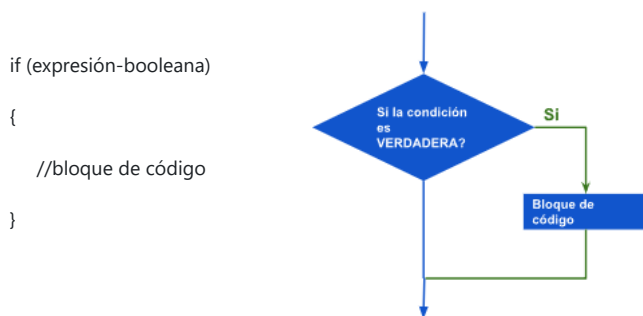 if (expresión-booleana)
{
//bloque de código
}
Si la condición
es
VERDADERA?
Si
Bloque de
código